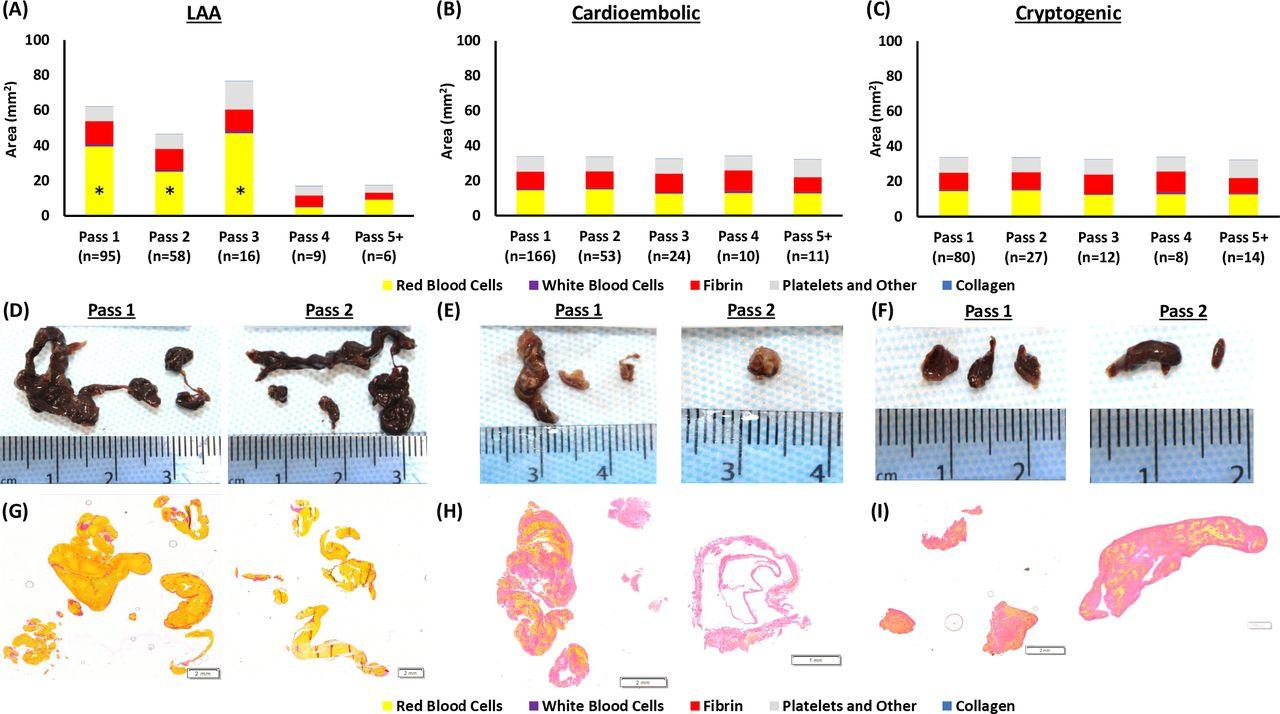 (A) LAA
(B) Cardioembolic
(C) Cryptogenic
Area (mm²)
100
80
60
40
20
0
* * *
Pass 1 Pass 2 Pass 3 Pass 4 Pass 5+
(n=95) (n=58) (n=16) (n=9) (n=6)
Area (mm²)
100
80
60
40
20
0
Pass 1 Pass 2 Pass 3 Pass 4 Pass 5+
(n=166) (n=53) (n=24) (n=10) (n=11)
Area (mm²)
100
80
60
40
20
0
Pass 1 Pass 2 Pass 3 Pass 4 Pass 5+
(n=80) (n=27) (n=12) (n=8) (n=14)
Red Blood Cells White Blood Cells Fibrin Platelets and Other Collagen
(D) Pass 1 Pass 2
cm 1 2 3
cm 1 2 3
(E) Pass 1 Pass 2
3 4
3 4
(F) Pass 1 Pass 2
cm 1 2
1 2
(G)
2 mm
2 mm
(H)
2 mm
1 mm
(I)
2 mm
Red Blood Cells White Blood Cells Fibrin Platelets and Other Collagen